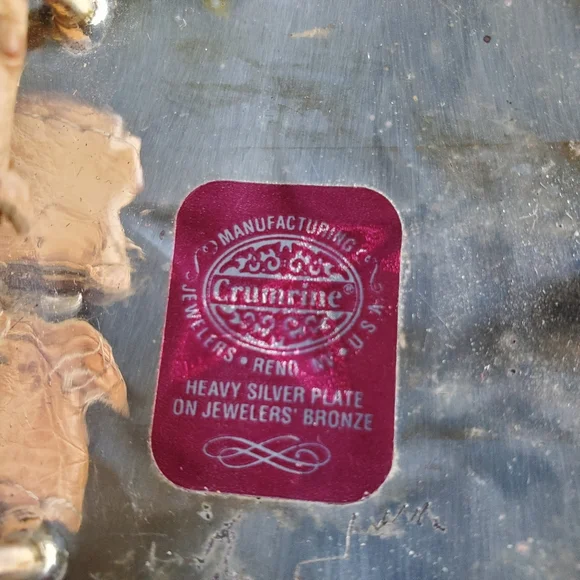 MANUFACTURING
Crumrine®
JEWELERS • RENO, NV • U.S.A.
HEAVY SILVER PLATE
ON JEWELERS' BRONZE